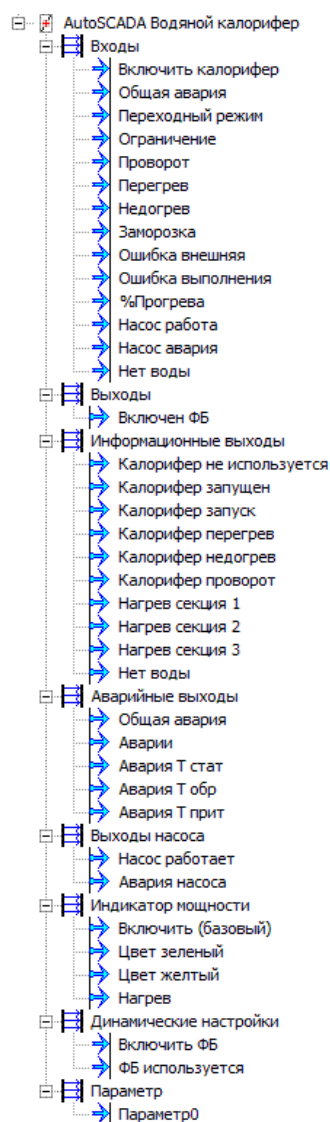 AutoSCADA Водяной калорифер
Входы
Включить калорифер
Общая авария
Переходный режим
Ограничение
Проворот
Перегрев
Недогрев
Заморозка
Ошибка внешняя
Ошибка выполнения
%Прогрева
Насос работа
Насос авария
Нет воды
Выходы
Включен ФБ
Информационные выходы
Калорифер не используется
Калорифер запущен
Калорифер запуск
Калорифер перегрев
Калорифер недогрев
Калорифер проворот
Нагрев секция 1
Нагрев секция 2
Нагрев секция 3
Нет воды
Аварийные выходы
Общая авария
Аварии
Авария Т стат
Авария Т обр
Авария Т прит
Выходы насоса
Насос работает
Авария насоса
Индикатор мощности
Включить (базовый)
Цвет зеленый
Цвет желтый
Нагрев
Динамические настройки
Включить ФБ
ФБ используется
Параметр
Параметр0